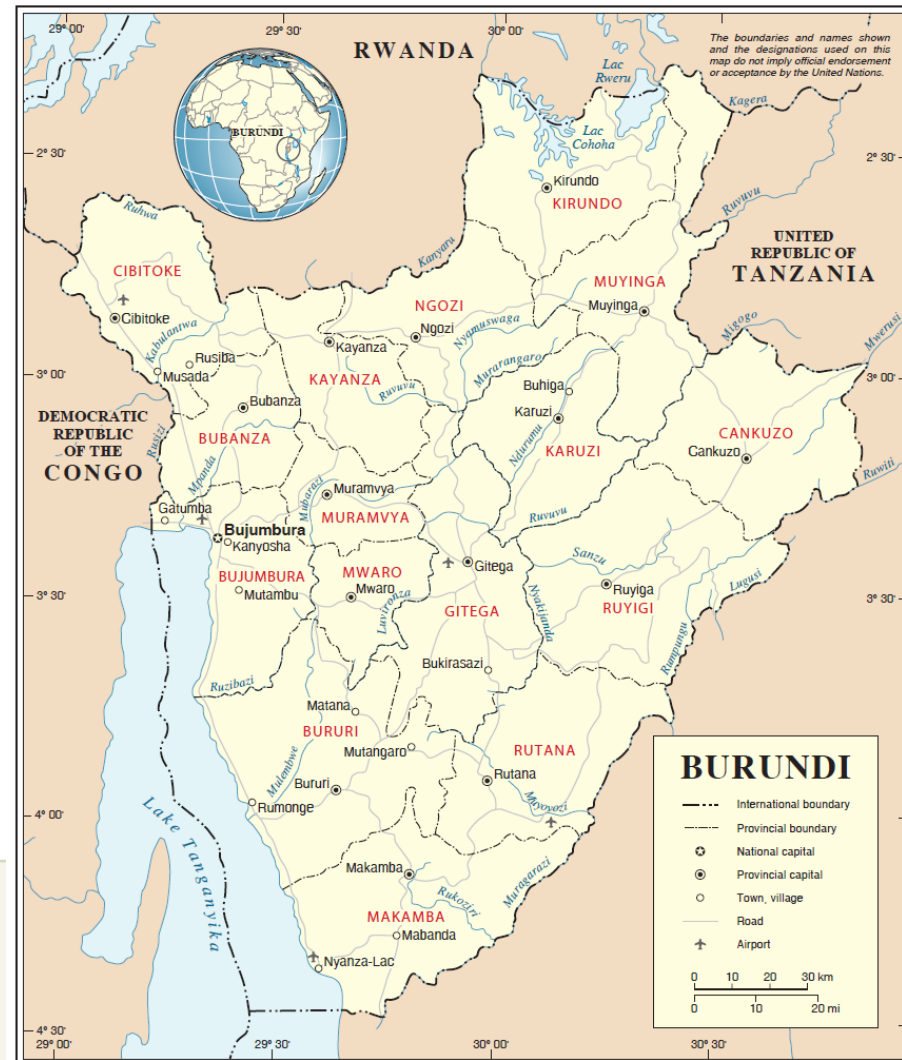 29° 00'
29° 30'
30° 00'
The boundaries and names shown
and the designations used on this
map do not imply official endorsement
or acceptance by the United Nations.
RWANDA
Lac
Rweru
Kagera
BURUNDI
Lac
Cohoha
2° 30'
2° 30'
Kirundo
KIRUNDO
Ruvuvu
Ruhwa
Kanyaru
UNITED
REPUBLIC OF
TANZANIA
CIBITOKE
MUYINGA
NGOZI
Muyinga
Cibitoke
Kabulantwa
Ngozi
Nyamuswaga
Migogo
Mwerusi
Kayanza
Rusiba
Musada
Murarangaro
3° 00'
3° 00'
KAYANZA
Ruvuvu
Buhiga
Bubanza
Karuzi
DEMOCRATIC
REPUBLIC
OF THE
CONGO
Rusizi
BUBANZA
Ndurumu
KARUZI
CANKUZO
Cankuzo
Mpanda
Ruwiti
Mubarazi
Muramvya
Gatumba
MURAMVYA
Ruvuvu
Bujumbura
Kanyosha
Sanzu
Gitega
BUJUMBURA
MWARO
Lugusi
Mutambu
Mwaro
Ruyiga
3° 30'
3° 30'
Luvironza
GITEGA
Nyakijanda
RUYIGI
Rumpungu
Bukirasazi
Ruzibazi
Matana
BURURI
Mutangaro
RUTANA
Mulembwe
Bururi
Rutana
Rumonge
Muyovozi
4° 00'
4° 00'
Lake Tanganyika
Makamba
Rukoziri
Muragarazi
MAKAMBA
Mabanda
Nyanza-Lac
BURUNDI
International boundary
Provincial boundary
National capital
Provincial capital
Town, village
Road
Airport
0 10 20 30 km
0 10 20 mi
4° 30'
29° 00'
29° 30'
30° 00'
30° 30'